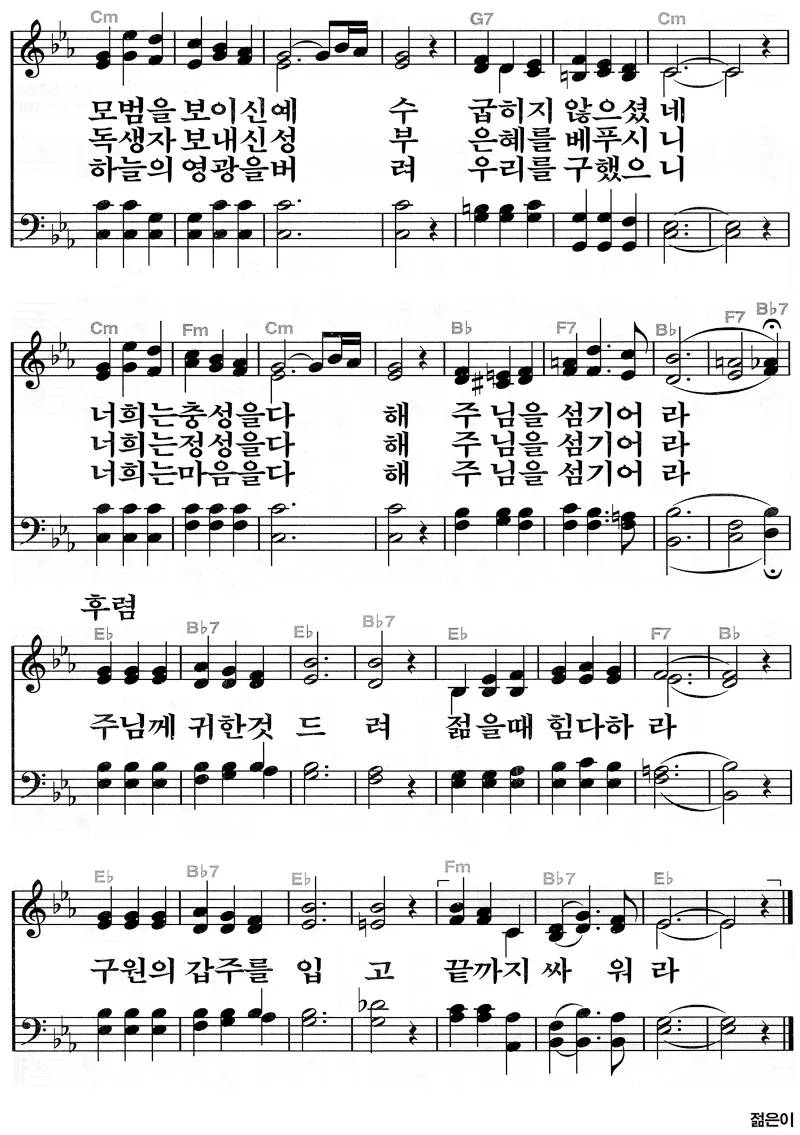 Cm G7 Cm
모범을 보이신예 수 굽히지 않으셨 네
독생자 보내신성 부 은혜를 베푸시 니
하늘의 영광을버 려 우리를 구했으 니
Cm Fm Cm B♭ F7 B♭ F7 B♭7
너희는충성을다 해 주 님을 섬기어 라
너희는정성을다 해 주 님을 섬기어 라
너희는마음을다 해 주 님을 섬기어 라
후렴
E♭ B♭7 E♭ B♭7 E♭ F7 B♭
주님께 귀한것 드 려 젊을때 힘다하 라
E♭ B♭7 E♭ Fm B♭7 E♭
구원의 갑주를 입 고 끝까지 싸 워 라
젊은이